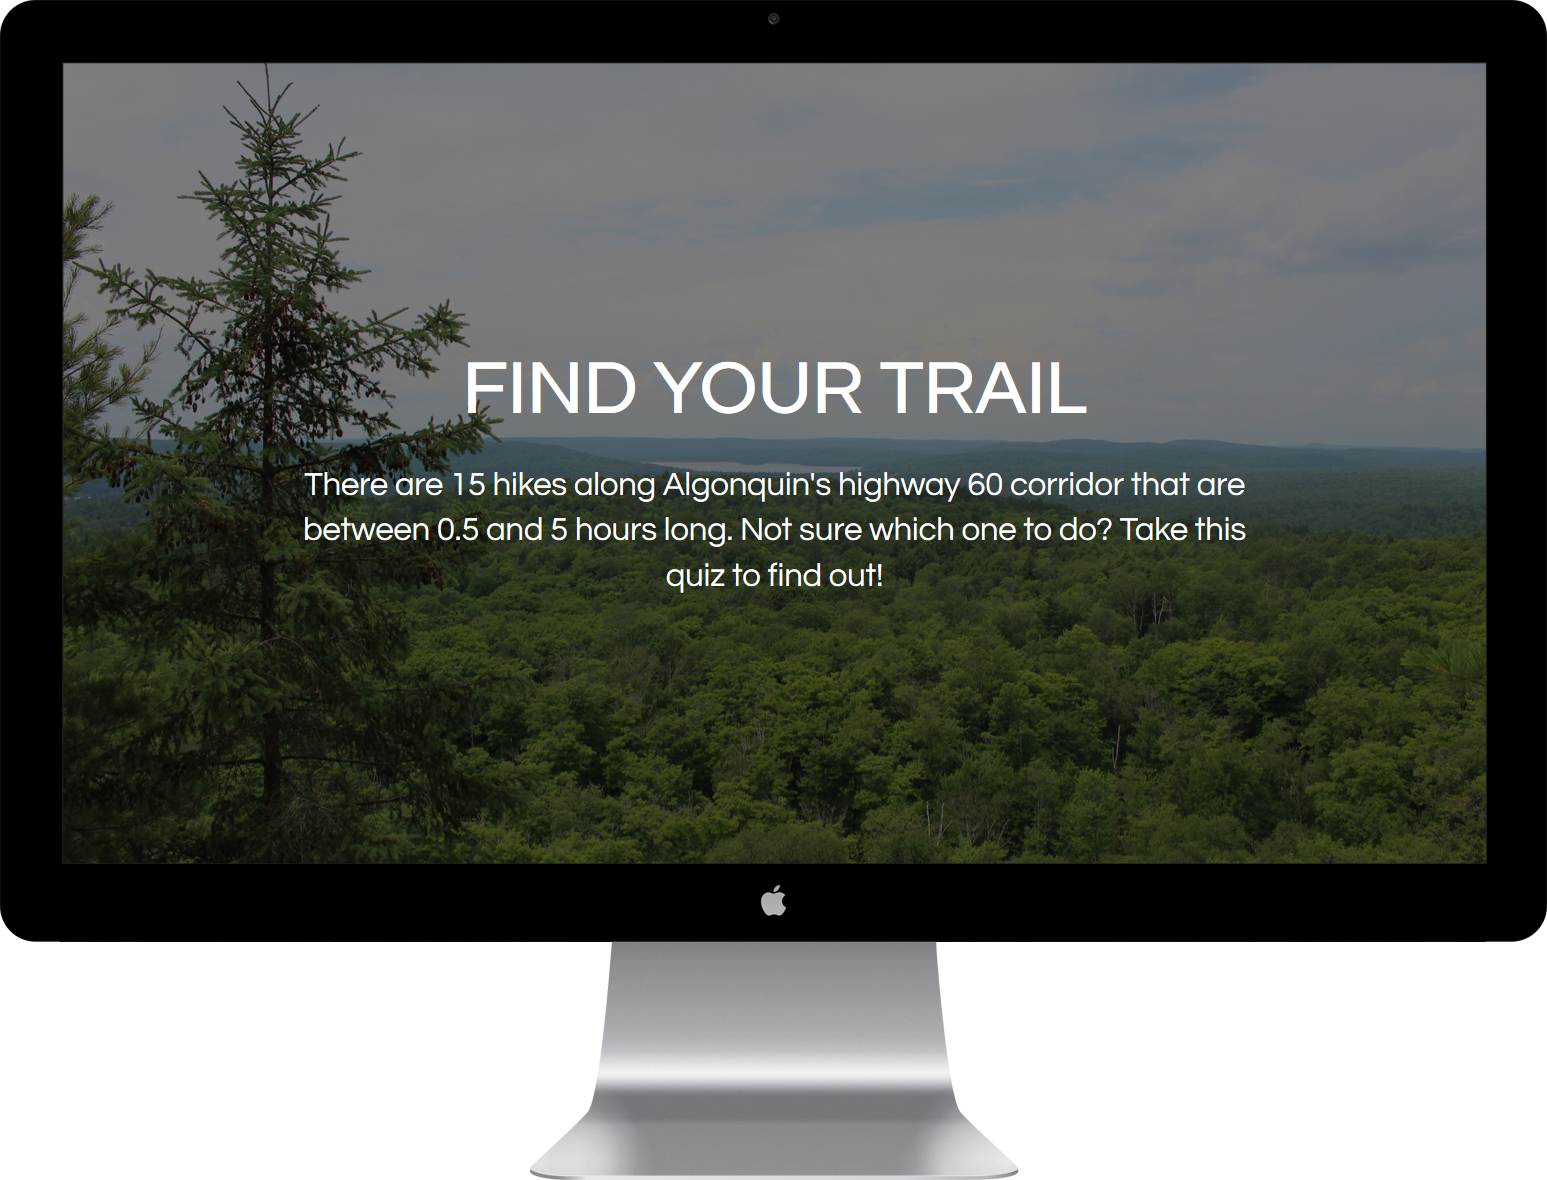 FIND YOUR TRAIL
There are 15 hikes along Algonquin's highway 60 corridor that are
between 0.5 and 5 hours long. Not sure which one to do? Take this
quiz to find out!